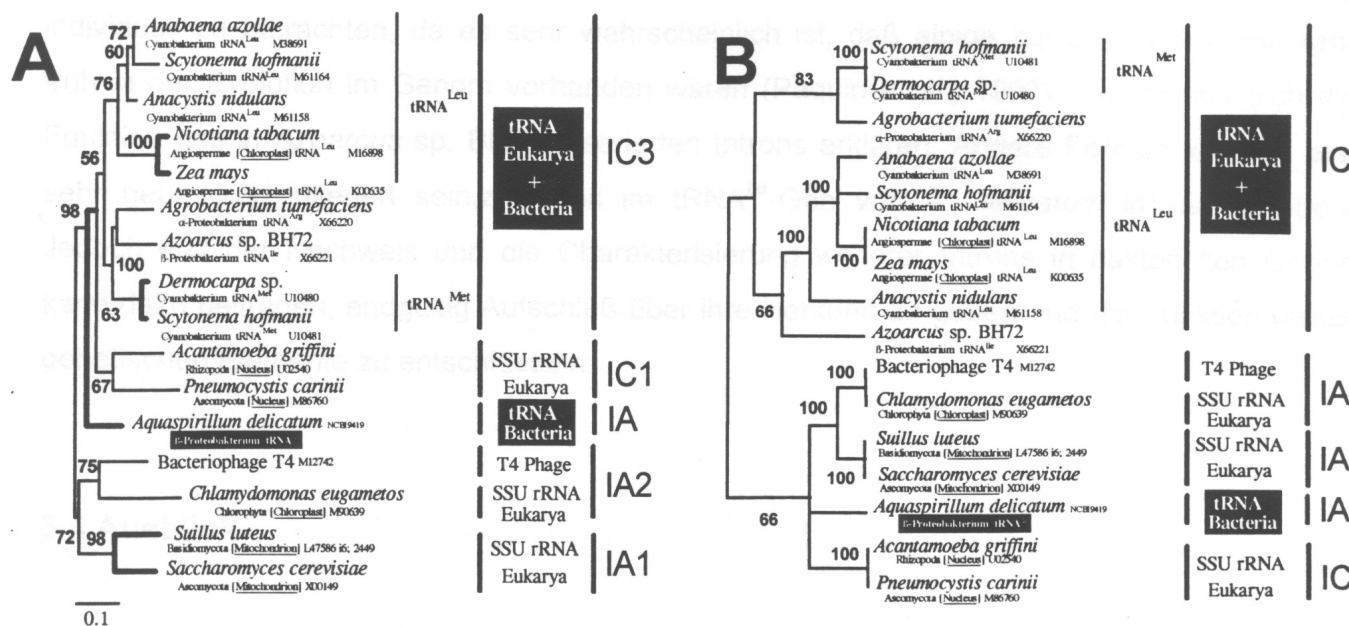 A
72
Anabaena azollae
Cyanobakterium tRNA Leu M38691
60
Scytonema hofmanii
Cyanobakterium tRNA Leu M61164
76
Anacystis nidulans
Cyanobakterium tRNA Leu M61158
56
100
Nicotiana tabacum
Angiosperme [Chloroplast] tRNA Leu M16898
Zea mays
Angiosperme [Chloroplast] tRNA Leu K00635
98
Agrobacterium tumefaciens
α-Proteobakterium tRNA Arg X66220
Azoarcus sp. BH72
ß-Proteobakterium tRNA Ile X66221
100
Dermocarpa sp.
Cyanobakterium tRNA Met U10480
63
Scytonema hofmanii
Cyanobakterium tRNA Met U10481
Acantamoeba griffini
Rhizopoda [Nucleus] U02540
67
Pneumocystis carinii
Ascomycota [Nucleus] M86760
Aquaspirillum delicatum NCB19419
ß-Proteobakterium tRNA
75
Bacteriophage T4 M12742
Chlamydomonas eugametos
Chlorophyta [Chloroplast] M90639
72
98
Suillus luteus
Basidiomycota [Mitochondrion] L47586 i6; 2449
Saccharomyces cerevisiae
Ascomycota [Mitochondrion] X00149
0.1
tRNA Leu
tRNA Met
tRNA
Eukarya
+
Bacteria
IC3
SSU rRNA
Eukarya
IC1
tRNA
Bacteria
IA
T4 Phage
SSU rRNA
Eukarya
IA2
SSU rRNA
Eukarya
IA1
B
100
Scytonema hofmanii
Cyanobakterium tRNA Met U10481
83
Dermocarpa sp.
Cyanobakterium tRNA Met U10480
Agrobacterium tumefaciens
α-Proteobakterium tRNA Arg X66220
Anabaena azollae
Cyanobakterium tRNA Leu M38691
100
Scytonema hofmanii
Cyanobakterium tRNA Leu M61164
Nicotiana tabacum
Angiosperme [Chloroplast] tRNA Leu M16898
100
100
Zea mays
Angiosperme [Chloroplast] tRNA Leu K00635
Anacystis nidulans
Cyanobakterium tRNA Leu M61158
66
Azoarcus sp. BH72
ß-Proteobakterium tRNA Ile X66221
Bacteriophage T4 M12742
100
Chlamydomonas eugametos
Chlorophyta [Chloroplast] M90639
100
Suillus luteus
Basidiomycota [Mitochondrion] L47586 i6; 2449
100
Saccharomyces cerevisiae
Ascomycota [Mitochondrion] X00149
Aquaspirillum delicatum NCB19419
ß-Proteobakterium tRNA
66
100
Acantamoeba griffini
Rhizopoda [Nucleus] U02540
Pneumocystis carinii
Ascomycota [Nucleus] M86760
tRNA Met
tRNA Leu
tRNA
Eukarya
+
Bacteria
IC
T4 Phage
SSU rRNA
Eukarya
IA
SSU rRNA
Eukarya
IA
tRNA
Bacteria
IA
SSU rRNA
Eukarya
IC